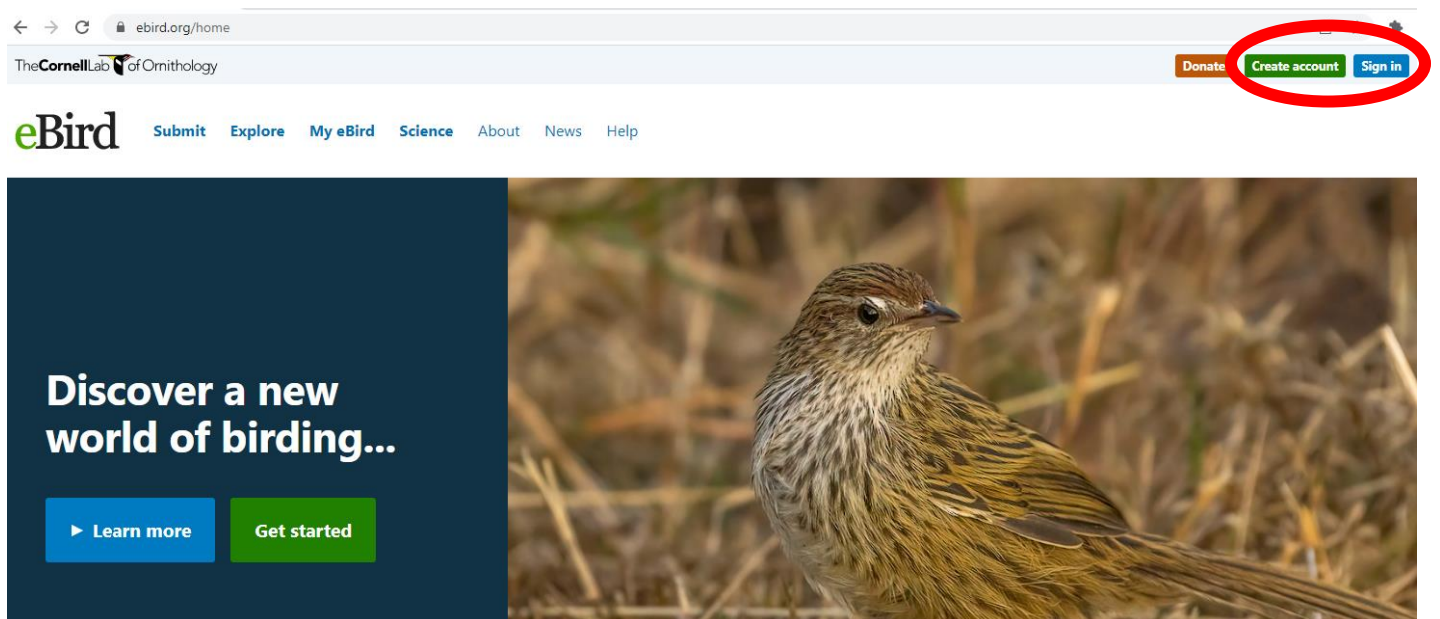 ebird.org/home
TheCornellLab of Ornithology
Donate Create account Sign in
eBird Submit Explore My eBird Science About News Help
Discover a new
world of birding...
Learn more Get started